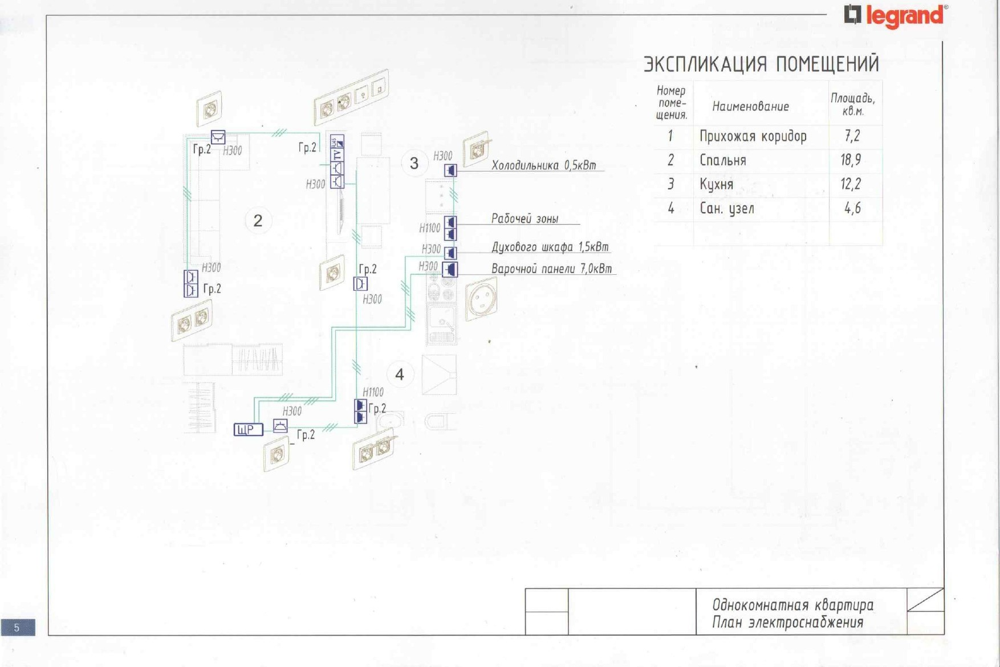 legrand®
ЭКСПЛИКАЦИЯ ПОМЕЩЕНИЙ
Номер поме-щения. Наименование Площадь, кв.м.
1 Прихожая коридор 7,2
2 Спальня 18,9
3 Кухня 12,2
4 Сан. узел 4,6
Гр.2 Н300
Гр.2
RJ45
TV
Н300
2
3
Н300
Холодильника 0,5кВт
Н1100
Рабочей зоны
Н300
Духового шкафа 1,5кВт
Н300
Варочной панели 7,0кВт
Н300
Гр.2
Гр.2
Н300
4
Н1100
Гр.2
Н300
ЩР
Гр.2
Однокомнатная квартира
План электроснабжения
5